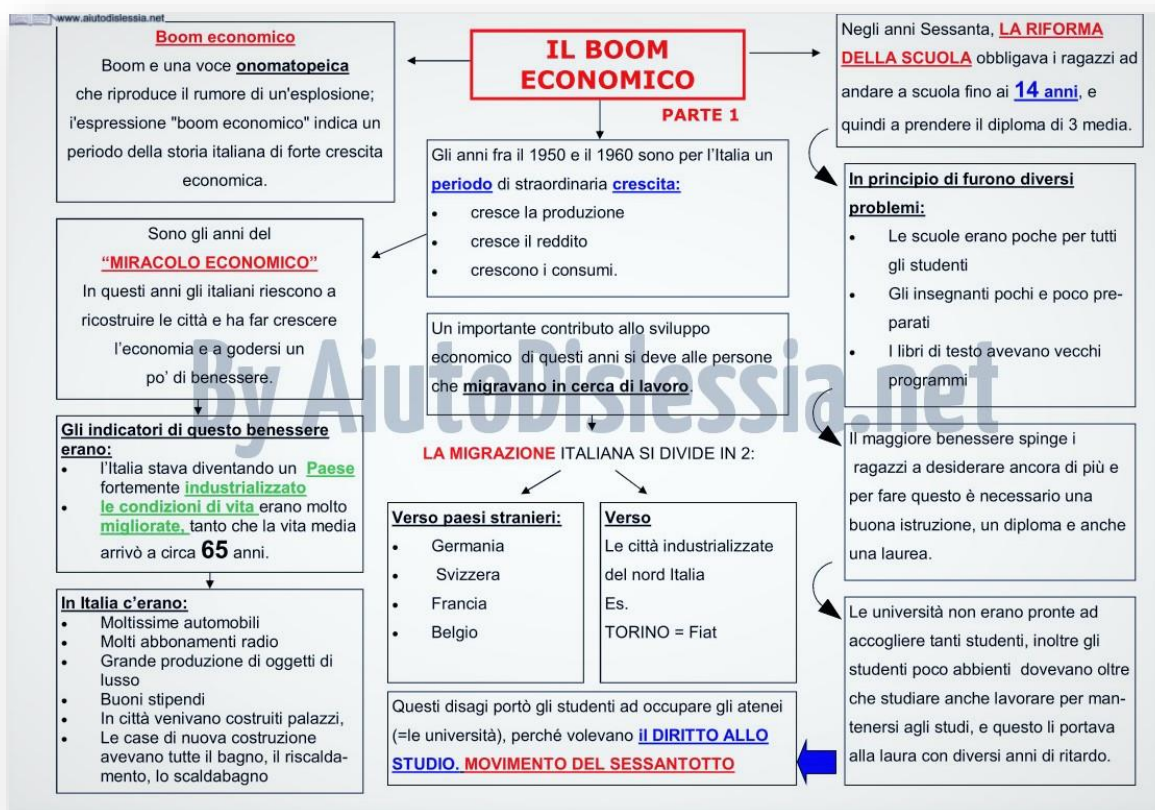 www.aiutodislessia.net
IL BOOM
ECONOMICO
PARTE 1
Boom economico
Boom e una voce onomatopeica
che riproduce il rumore di un'esplosione;
i'espressione "boom economico" indica un
periodo della storia italiana di forte crescita
economica.
Gli anni fra il 1950 e il 1960 sono per l'Italia un
periodo di straordinaria crescita:
• cresce la produzione
• cresce il reddito
• crescono i consumi.
Sono gli anni del
“MIRACOLO ECONOMICO”
In questi anni gli italiani riescono a
ricostruire le città e ha far crescere
l'economia e a godersi un
po' di benessere.
Gli indicatori di questo benessere
erano:
• l'Italia stava diventando un Paese
fortemente industrializzato
• le condizioni di vita erano molto
migliorate, tanto che la vita media
arrivò a circa 65 anni.
In Italia c'erano:
• Moltissime automobili
• Molti abbonamenti radio
• Grande produzione di oggetti di
lusso
• Buoni stipendi
• In città venivano costruiti palazzi,
• Le case di nuova costruzione
avevano tutte il bagno, il riscalda-
mento, lo scaldabagno
Un importante contributo allo sviluppo
economico di questi anni si deve alle persone
che migravano in cerca di lavoro.
LA MIGRAZIONE ITALIANA SI DIVIDE IN 2:
Verso paesi stranieri:
• Germania
• Svizzera
• Francia
• Belgio
Verso
Le città industrializzate
del nord Italia
Es.
TORINO = Fiat
Negli anni Sessanta, LA RIFORMA
DELLA SCUOLA obbligava i ragazzi ad
andare a scuola fino ai 14 anni, e
quindi a prendere il diploma di 3 media.
In principio di furono diversi
problemi:
• Le scuole erano poche per tutti
gli studenti
• Gli insegnanti pochi e poco pre-
parati
• I libri di testo avevano vecchi
programmi
Il maggiore benessere spinge i
ragazzi a desiderare ancora di più e
per fare questo è necessario una
buona istruzione, un diploma e anche
una laurea.
Le università non erano pronte ad
accogliere tanti studenti, inoltre gli
studenti poco abbienti dovevano oltre
che studiare anche lavorare per man-
tenersi agli studi, e questo li portava
alla laura con diversi anni di ritardo.
Questi disagi portò gli studenti ad occupare gli atenei
(=le università), perché volevano il DIRITTO ALLO
STUDIO. MOVIMENTO DEL SESSANTOTTO
By AiutoDislessia.net